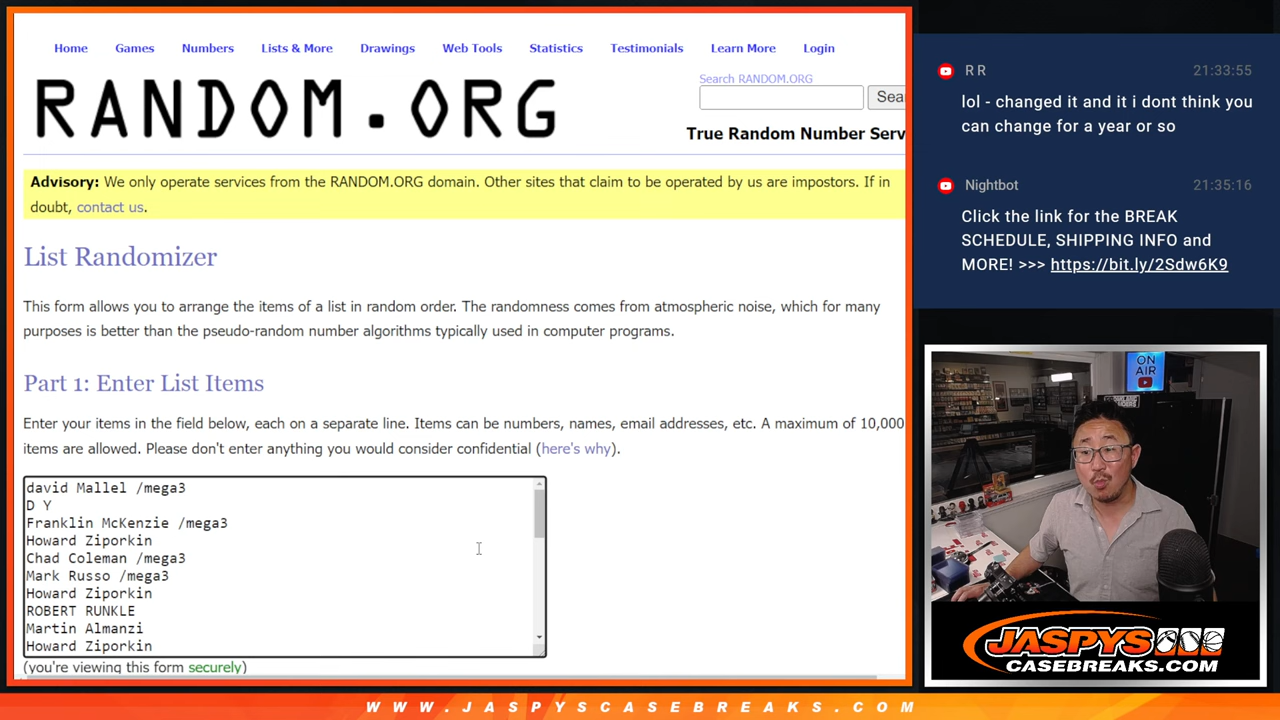 Home Games Numbers Lists & More Drawings Web Tools Statistics Testimonials Learn More Login
RANDOM.ORG
Search RANDOM.ORG
Sea
True Random Number Serv
Advisory: We only operate services from the RANDOM.ORG domain. Other sites that claim to be operated by us are impostors. If in
doubt, contact us.
List Randomizer
This form allows you to arrange the items of a list in random order. The randomness comes from atmospheric noise, which for many
purposes is better than the pseudo-random number algorithms typically used in computer programs.
Part 1: Enter List Items
Enter your items in the field below, each on a separate line. Items can be numbers, names, email addresses, etc. A maximum of 10,000
items are allowed. Please don't enter anything you would consider confidential (here's why).
david Mallel /mega3
D Y
Franklin McKenzie /mega3
Howard Ziporkin
Chad Coleman /mega3
Mark Russo /mega3
Howard Ziporkin
ROBERT RUNKLE
Martin Almanzi
Howard Ziporkin
(you're viewing this form securely)
R R 21:33:55
lol - changed it and it i dont think you
can change for a year or so
Nightbot 21:35:16
Click the link for the BREAK
SCHEDULE, SHIPPING INFO and
MORE! >>> https://bit.ly/2Sdw6K9
ON
AIR
JASPYS
CASEBREAKS.COM
WWW.JASPYSCASEBREAKS.COM